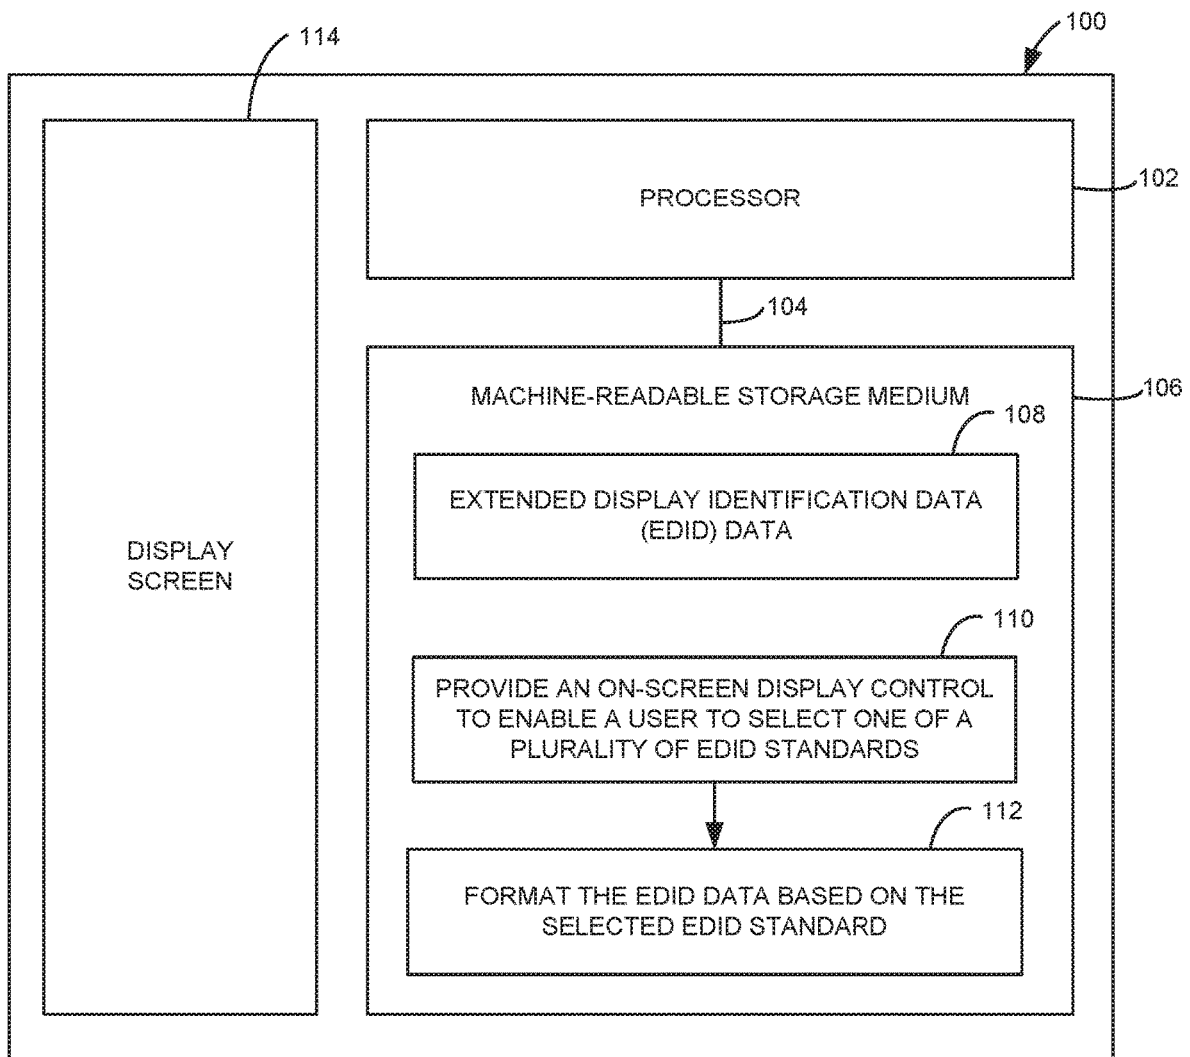 100
114
PROCESSOR
102
104
MACHINE-READABLE STORAGE MEDIUM
106
108
EXTENDED DISPLAY IDENTIFICATION DATA
(EDID) DATA
DISPLAY
SCREEN
110
PROVIDE AN ON-SCREEN DISPLAY CONTROL
TO ENABLE A USER TO SELECT ONE OF A
PLURALITY OF EDID STANDARDS
112
FORMAT THE EDID DATA BASED ON THE
SELECTED EDID STANDARD